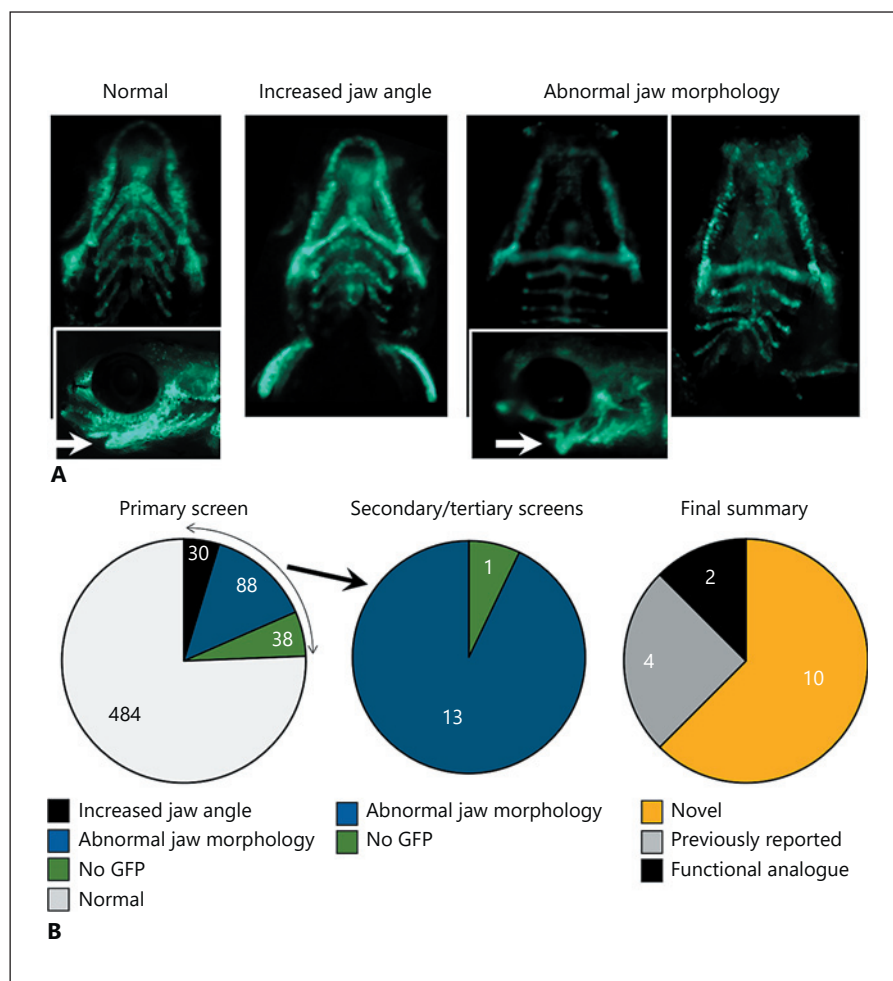 Normal
Increased jaw angle
Abnormal jaw morphology
A
Primary screen
30
88
38
484
Secondary/tertiary screens
1
13
Final summary
2
4
10
Increased jaw angle
Abnormal jaw morphology
No GFP
Normal
Abnormal jaw morphology
No GFP
Novel
Previously reported
Functional analogue
B